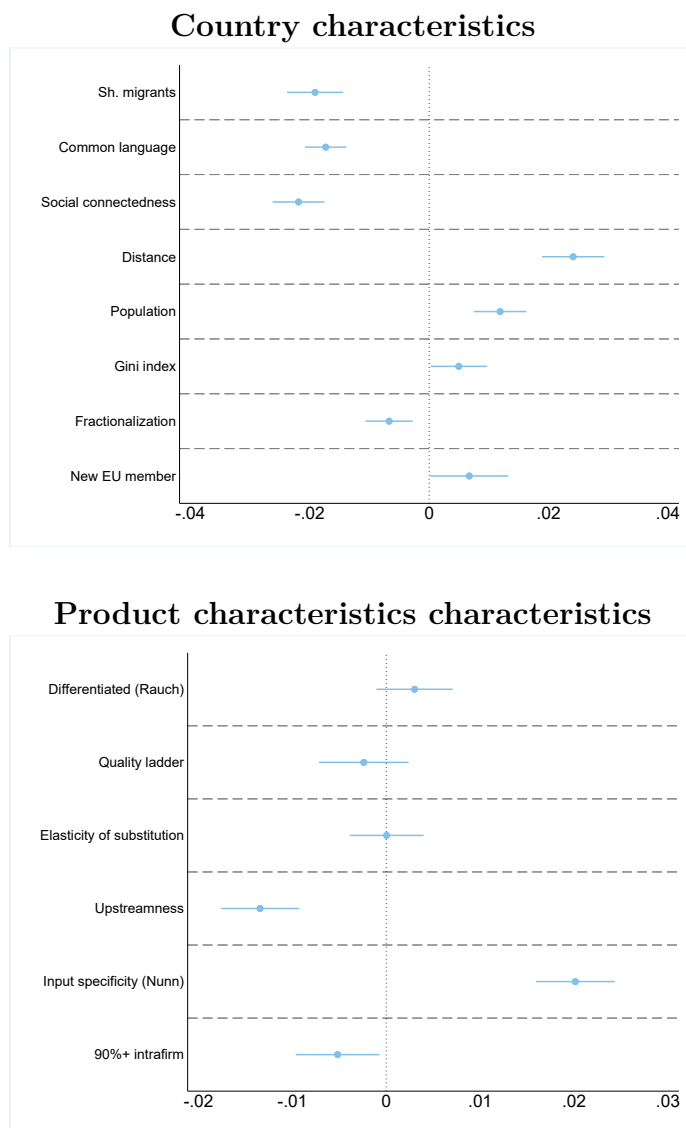 Country characteristics
Sh. migrants
Common language
Social connectedness
Distance
Population
Gini index
Fractionalization
New EU member
-.04 -.02 0 .02 .04
Product characteristics characteristics
Differentiated (Rauch)
Quality ladder
Elasticity of substitution
Upstreamness
Input specificity (Nunn)
90%+ intrafirm
-.02 -.01 0 .01 .02 .03